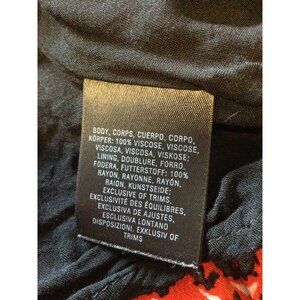 BODY, CORPS, CUERPO, CORPO,
KÖRPER: 100% VISCOSE, VISCOSE,
VISCOSA, VISCOSA, VISKOSE;
LINING, DOUBLURE, FORRO,
FODERA, FUTTERSTOFF: 100%
RAYON, RAYONNE, RAYÓN,
RAION, KUNSTSEIDE;
EXCLUSIVE OF TRIMS
EXCLUSIVITÉ DES ÉQUILIBRES,
EXCLUSIVA DE AJUSTES,
ESCLUSIVA LONTANO
DISPOSIZIONI, EXKLUSIV OF
TRIMS